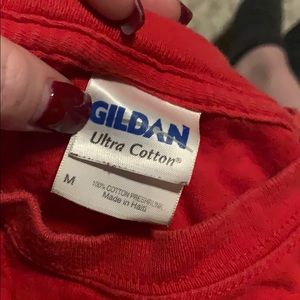 GILDAN
Ultra Cotton®
M
100% COTTON PRESHRUNK
Made in Haiti